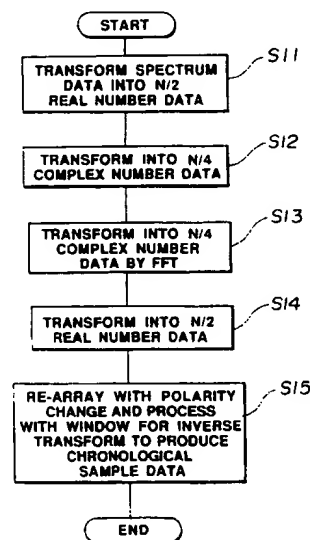 START
S11
TRANSFORM SPECTRUM
DATA INTO N/2
REAL NUMBER DATA
S12
TRANSFORM INTO N/4
COMPLEX NUMBER DATA
S13
TRANSFORM INTO N/4
COMPLEX NUMBER
DATA BY FFT
S14
TRANSFORM INTO N/2
REAL NUMBER DATA
S15
RE-ARRAY WITH POLARITY
CHANGE AND PROCESS
WITH WINDOW FOR INVERSE
TRANSFORM TO PRODUCE
CHRONOLOGICAL
SAMPLE DATA
END